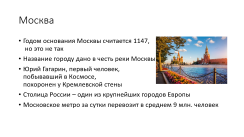 Москва
• Годом основания Москвы считается 1147,
но это не так
• Название городу дано в честь реки Москвы
• Юрий Гагарин, первый человек,
побывавший в Космосе,
похоронен у Кремлевской стены
• Столица России – один из крупнейших городов Европы
• Московское метро за сутки перевозит в среднем 9 млн. человек